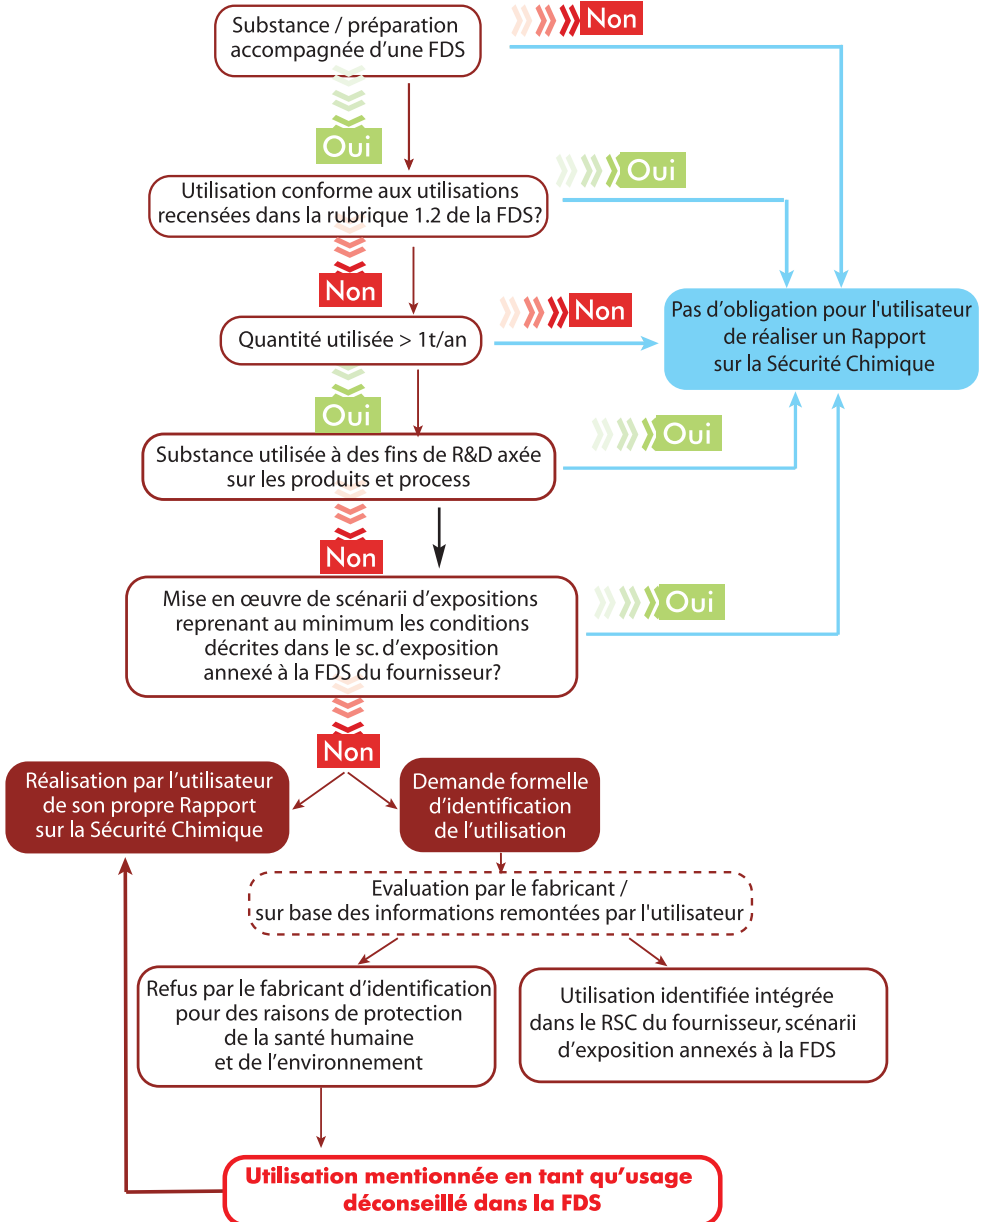 Substance / préparation
accompagnée d'une FDS
Non
Oui
Utilisation conforme aux utilisations
recensées dans la rubrique 1.2 de la FDS?
Oui
Non
Quantité utilisée > 1t/an
Non
Pas d'obligation pour l'utilisateur
de réaliser un Rapport
sur la Sécurité Chimique
Oui
Substance utilisée à des fins de R&D axée
sur les produits et process
Oui
Non
Mise en œuvre de scénarii d'expositions
reprenant au minimum les conditions
décrites dans le sc. d'exposition
annexé à la FDS du fournisseur?
Oui
Non
Réalisation par l'utilisateur
de son propre Rapport
sur la Sécurité Chimique
Demande formelle
d'identification
de l'utilisation
Evaluation par le fabricant /
sur base des informations remontées par l'utilisateur
Refus par le fabricant d'identification
pour des raisons de protection
de la santé humaine
et de l'environnement
Utilisation identifiée intégrée
dans le RSC du fournisseur, scénarii
d'exposition annexés à la FDS
Utilisation mentionnée en tant qu'usage
déconseillé dans la FDS